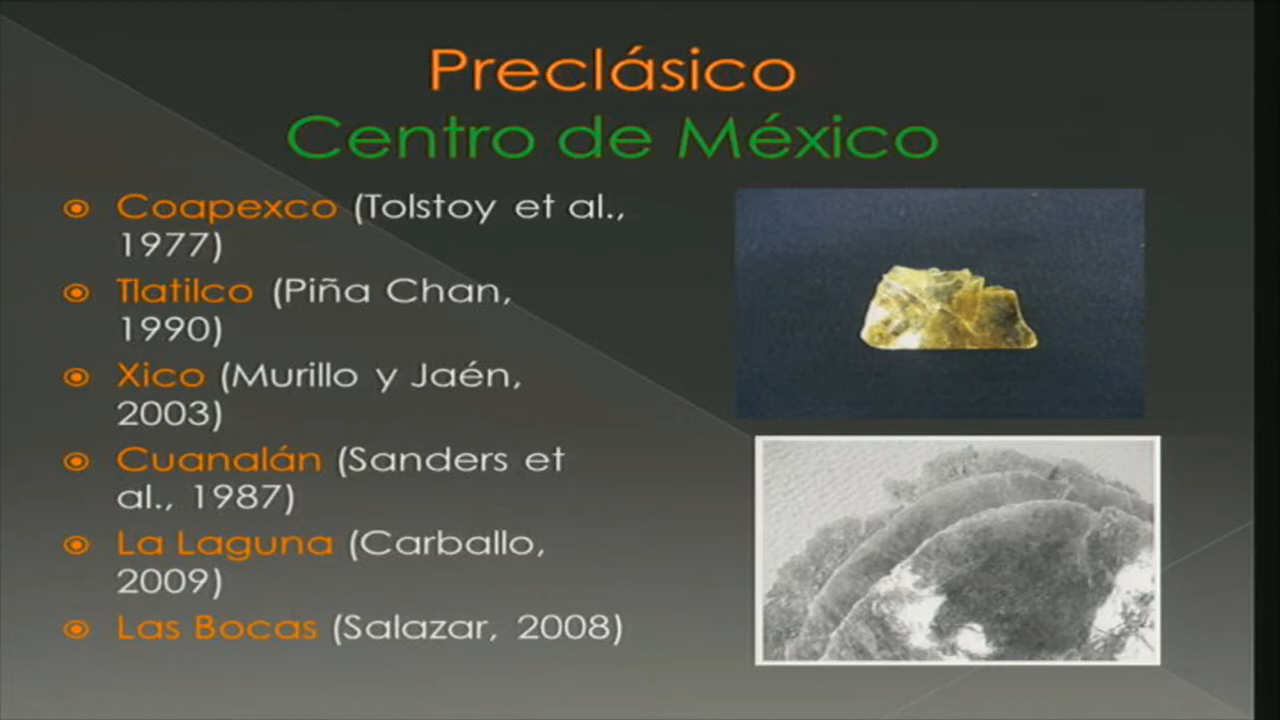 Preclásico
Centro de México
Coapexco (Tolstoy et al.,
1977)
Tlatilco (Piña Chan,
1990)
Xico (Murillo y Jaén,
2003)
Cuanalán (Sanders et
al., 1987)
La Laguna (Carballo,
2009)
Las Bocas (Salazar, 2008)